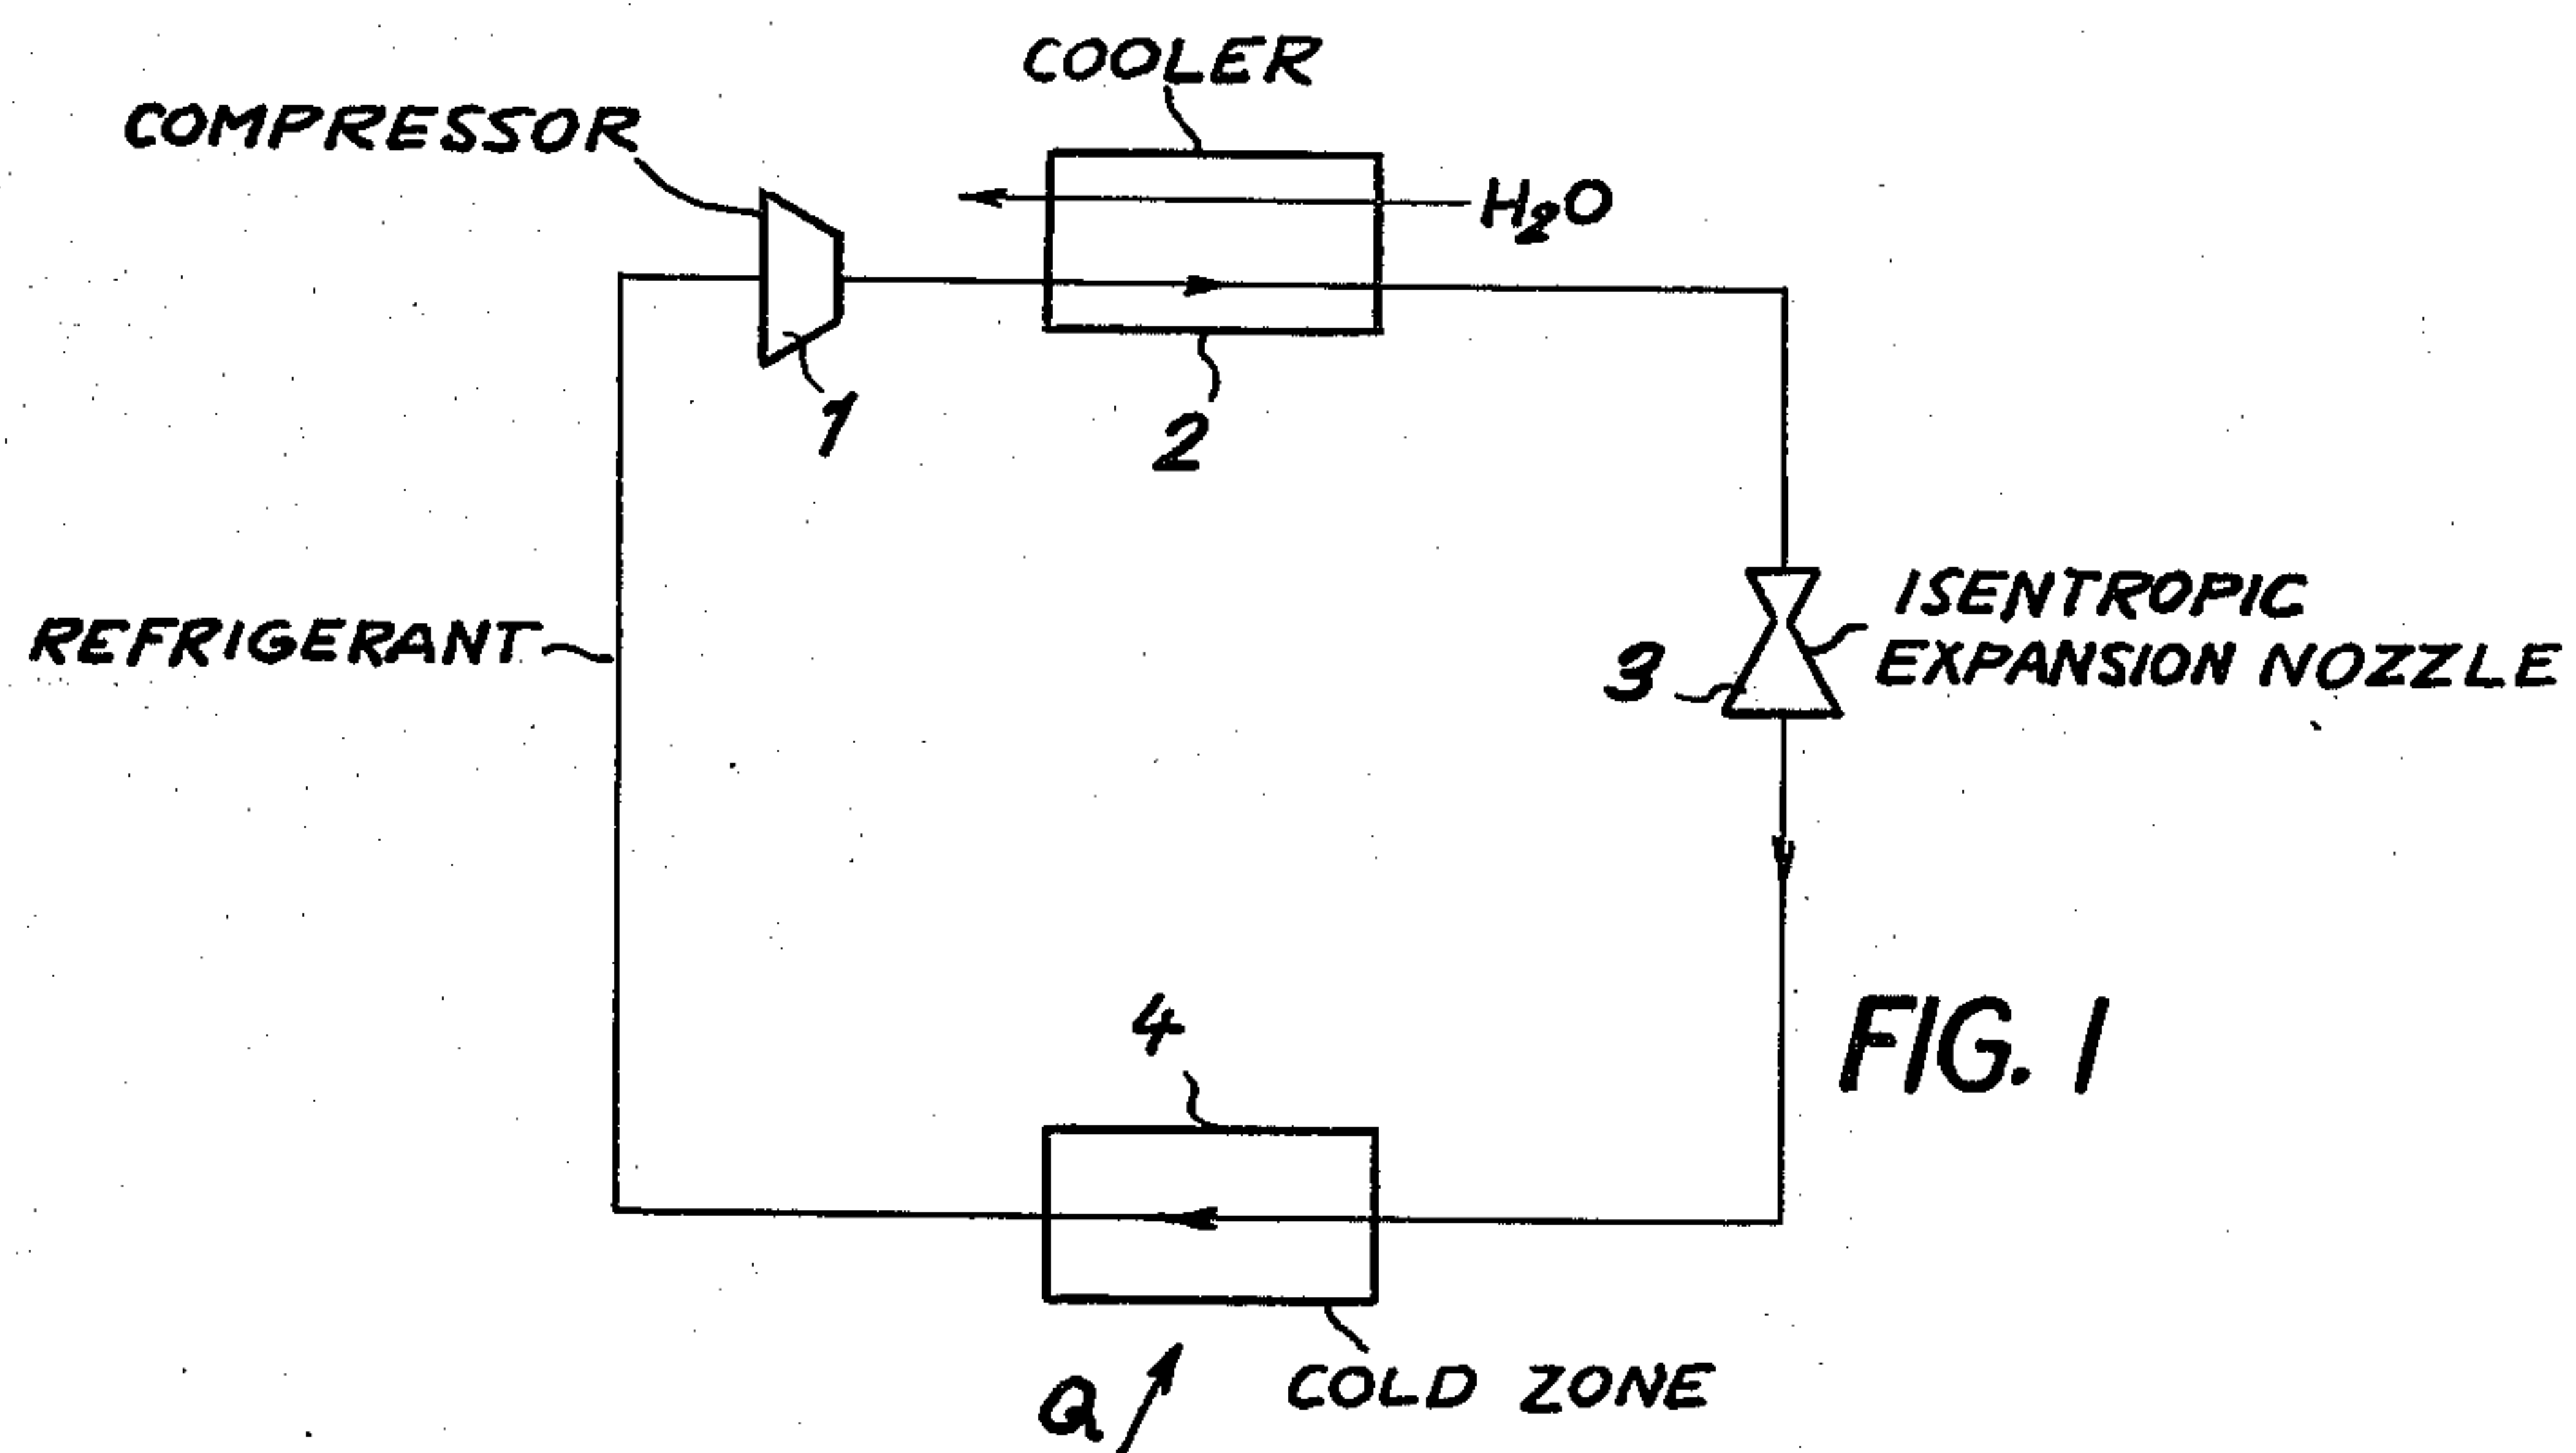 COOLER
COMPRESSOR
H₂O
1
2
ISENTROPIC
EXPANSION NOZZLE
3
REFRIGERANT
4
FIG. 1
COLD ZONE
Q